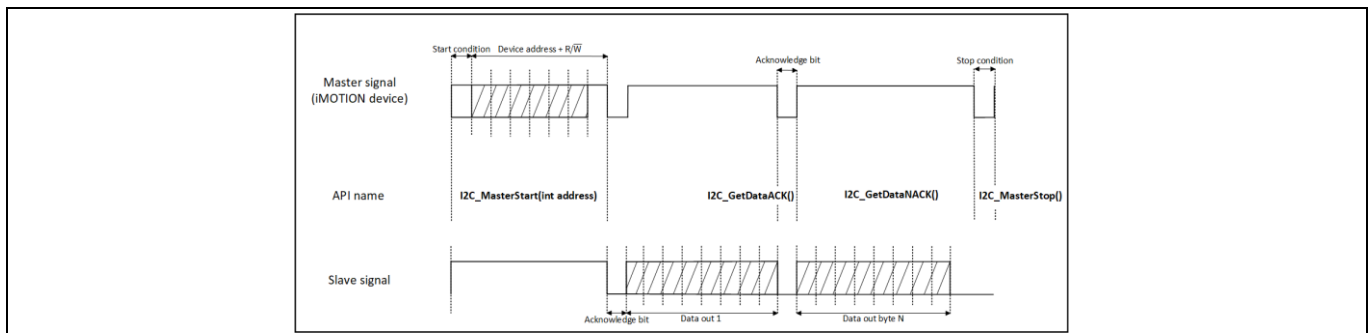 Start condition Device address + R/W̅
Acknowledge bit
Stop condition
Master signal
(iMOTION device)
API name
I2C_MasterStart(int address)
I2C_GetDataACK()
I2C_GetDataNACK()
I2C_MasterStop()
Slave signal
Acknowledge bit
Data out 1
Data out byte N